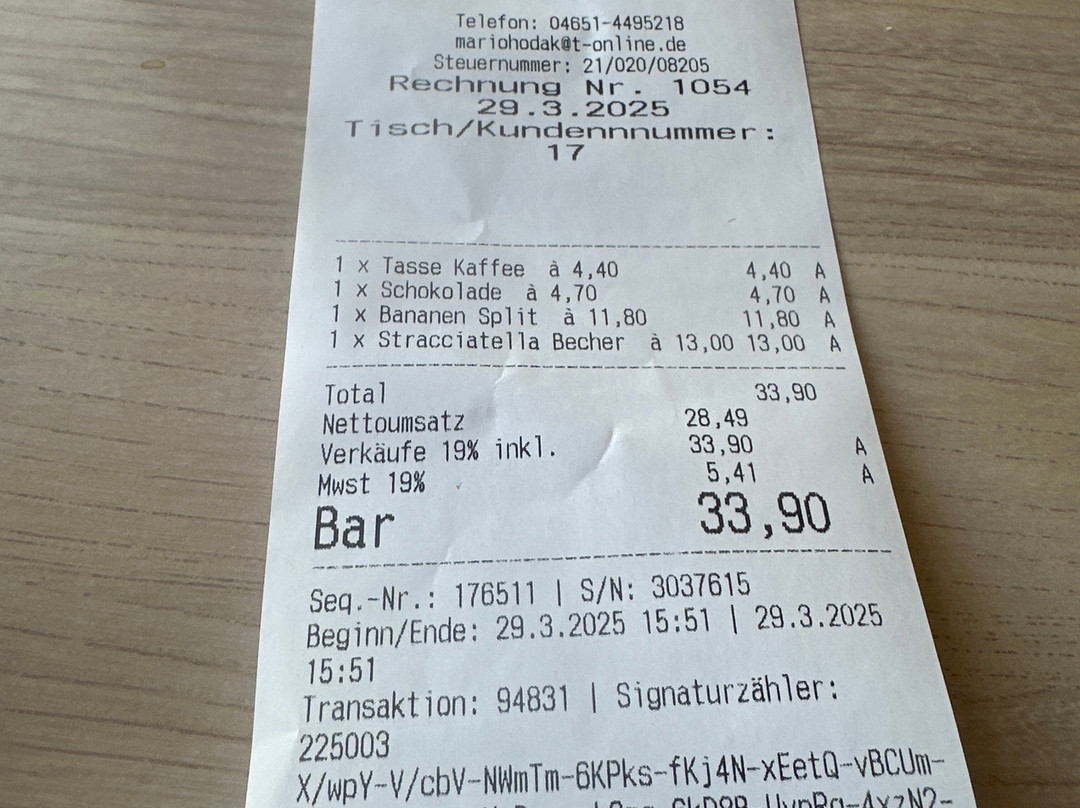 Telefon: 04651-4495218
mariohodak@t-online.de
Steuernummer: 21/020/08205
Rechnung Nr. 1054
29.3.2025
Tisch/Kundennnummer:
17
1 x Tasse Kaffee à 4,40 4,40 A
1 x Schokolade à 4,70 4,70 A
1 x Bananen Split à 11,80 11,80 A
1 x Stracciatella Becher à 13,00 13,00 A
Total 33,90
Nettoumsatz 28,49
Verkäufe 19% inkl. 33,90 A
Mwst 19% 5,41 A
Bar 33,90
Seq.-Nr.: 176511 | S/N: 3037615
Beginn/Ende: 29.3.2025 15:51 | 29.3.2025
15:51
Transaktion: 94831 | Signaturzähler:
225003
X/wpY-V/cbV-NWmTm-6KPks-fKj4N-xEetQ-vBCUm-